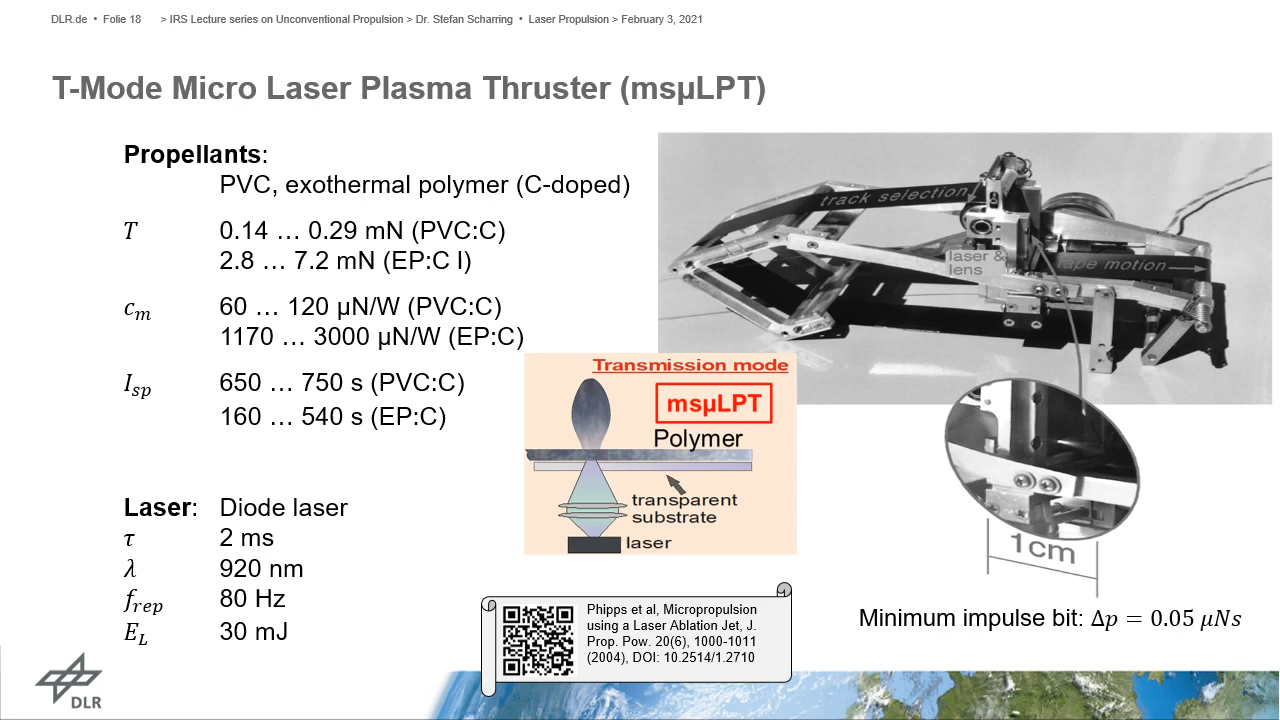 DLR.de • Folie 18 > IRS Lecture series on Unconventional Propulsion > Dr. Stefan Scharring • Laser Propulsion > February 3, 2021
T-Mode Micro Laser Plasma Thruster (msµLPT)
Propellants:
PVC, exothermal polymer (C-doped)
T 0.14 … 0.29 mN (PVC:C)
2.8 … 7.2 mN (EP:C I)
c_m 60 … 120 µN/W (PVC:C)
1170 … 3000 µN/W (EP:C)
I_sp 650 … 750 s (PVC:C)
160 … 540 s (EP:C)
Laser: Diode laser
τ 2 ms
λ 920 nm
f_rep 80 Hz
E_L 30 mJ
track selection
laser &
lens
tape motion
Transmission mode
msµLPT
Polymer
transparent
substrate
laser
1cm
Minimum impulse bit: Δp = 0.05 µNs
Phipps et al, Micropropulsion
using a Laser Ablation Jet, J.
Prop. Pow. 20(6), 1000-1011
(2004), DOI: 10.2514/1.2710
DLR